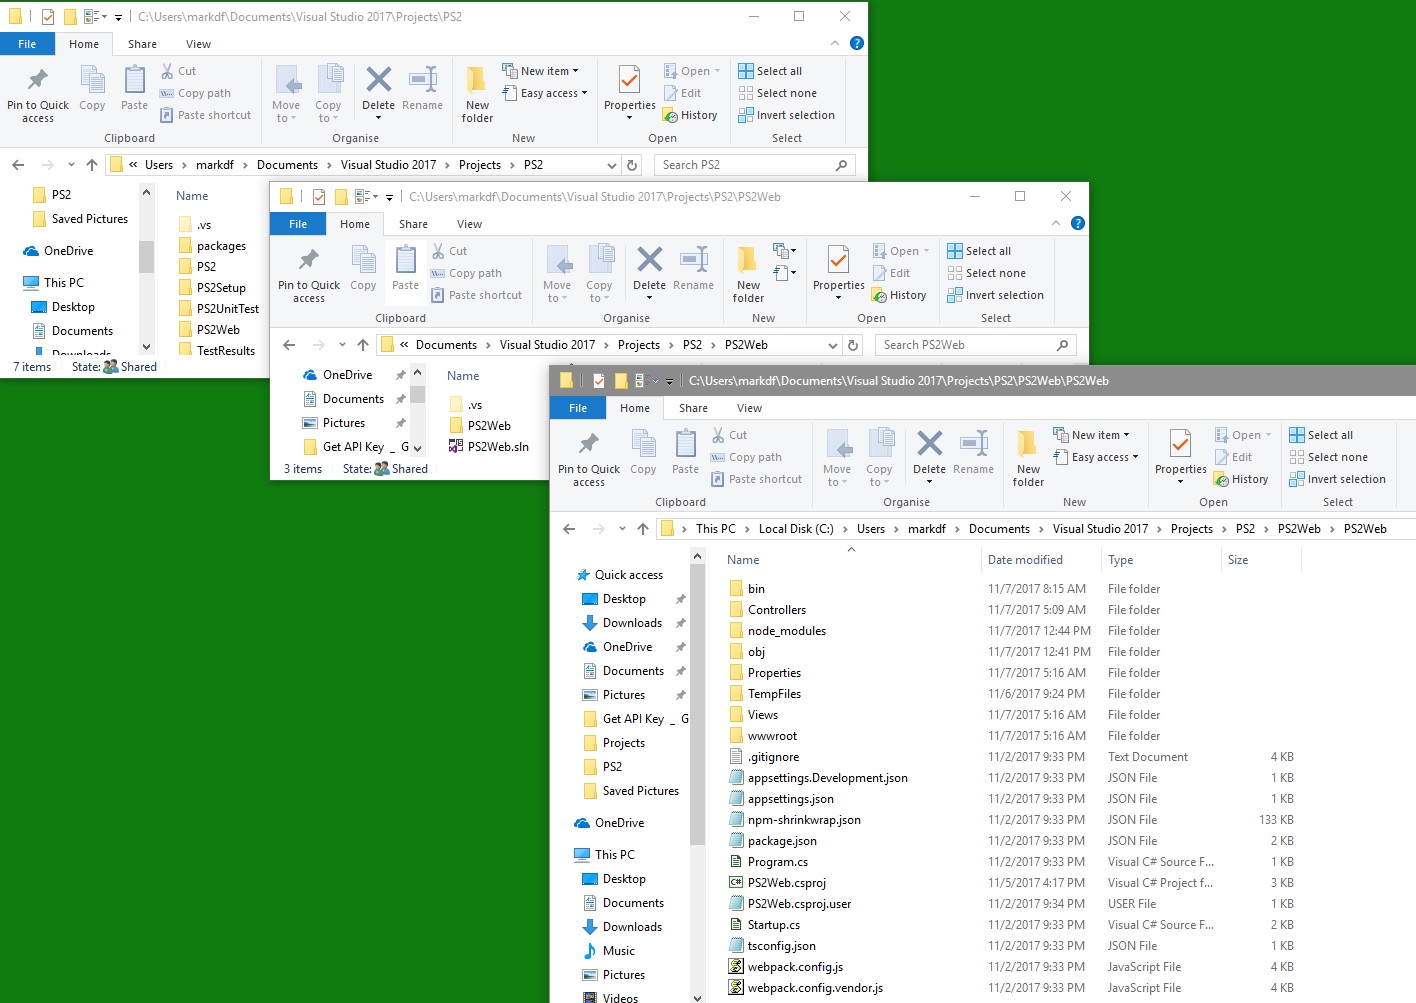 C:\Users\markdf\Documents\Visual Studio 2017\Projects\PS2
File Home Share View
Pin to Quick access
Copy
Paste
Cut
Copy path
Paste shortcut
Clipboard
Move to
Copy to
Delete
Rename
Organise
New folder
New item
Easy access
New
Properties
Open
Edit
History
Open
Select all
Select none
Invert selection
Select
« Users > markdf > Documents > Visual Studio 2017 > Projects > PS2
Search PS2
PS2
Saved Pictures
OneDrive
This PC
Desktop
Documents
Downloads
Name
.vs
packages
PS2
PS2Setup
PS2UnitTest
PS2Web
TestResults
7 items State: Shared
C:\Users\markdf\Documents\Visual Studio 2017\Projects\PS2\PS2Web
File Home Share View
Pin to Quick access
Copy
Paste
Cut
Copy path
Paste shortcut
Clipboard
Move to
Copy to
Delete
Rename
Organise
New folder
New
Properties
Open
Edit
History
Open
Select all
Select none
Invert selection
Select
« Documents > Visual Studio 2017 > Projects > PS2 > PS2Web
Search PS2Web
OneDrive
Documents
Pictures
Get API Key _ G
Name
.vs
PS2Web
PS2Web.sln
3 items State: Shared
C:\Users\markdf\Documents\Visual Studio 2017\Projects\PS2\PS2Web\PS2Web
File Home Share View
Pin to Quick access
Copy
Paste
Cut
Copy path
Paste shortcut
Clipboard
Move to
Copy to
Delete
Rename
Organise
New folder
New item
Easy access
New
Properties
Open
Edit
History
Open
Select all
Select none
Invert selection
Select
> This PC > Local Disk (C:) > Users > markdf > Documents > Visual Studio 2017 > Projects > PS2 > PS2Web > PS2Web
Quick access
Desktop
Downloads
OneDrive
Documents
Pictures
Get API Key _ G
Projects
PS2
Saved Pictures
OneDrive
This PC
Desktop
Documents
Downloads
Music
Pictures
Videos
Name Date modified Type Size
bin 11/7/2017 8:15 AM File folder
Controllers 11/7/2017 5:09 AM File folder
node_modules 11/7/2017 12:44 PM File folder
obj 11/7/2017 12:41 PM File folder
Properties 11/7/2017 5:16 AM File folder
TempFiles 11/6/2017 9:24 PM File folder
Views 11/7/2017 5:16 AM File folder
wwwroot 11/7/2017 5:16 AM File folder
.gitignore 11/2/2017 9:33 PM Text Document 4 KB
appsettings.Development.json 11/2/2017 9:33 PM JSON File 1 KB
appsettings.json 11/2/2017 9:33 PM JSON File 1 KB
npm-shrinkwrap.json 11/2/2017 9:33 PM JSON File 133 KB
package.json 11/2/2017 9:33 PM JSON File 2 KB
Program.cs 11/2/2017 9:33 PM Visual C# Source F... 1 KB
PS2Web.csproj 11/5/2017 4:17 PM Visual C# Project f... 3 KB
PS2Web.csproj.user 11/2/2017 9:34 PM USER File 1 KB
Startup.cs 11/2/2017 9:33 PM Visual C# Source F... 2 KB
tsconfig.json 11/2/2017 9:33 PM JSON File 1 KB
webpack.config.js 11/2/2017 9:33 PM JavaScript File 4 KB
webpack.config.vendor.js 11/2/2017 9:33 PM JavaScript File 4 KB